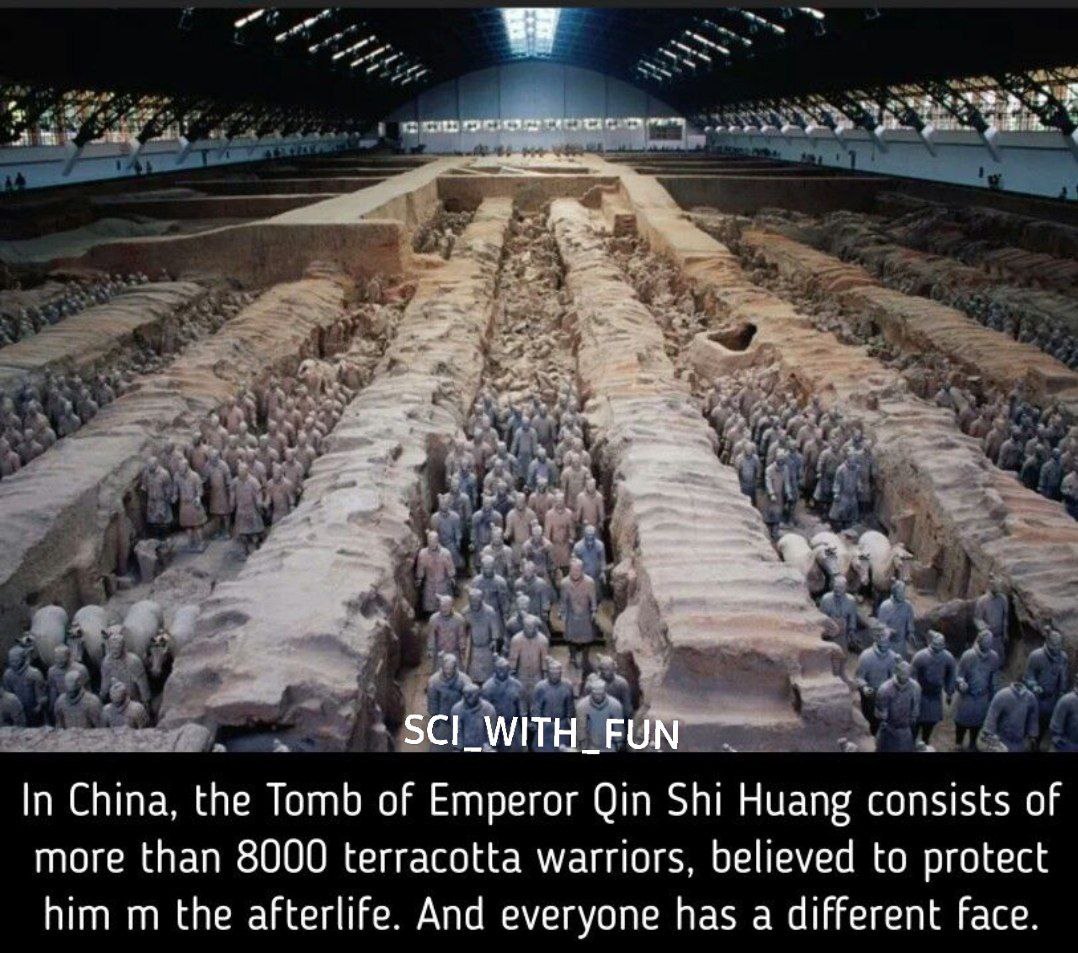 SCI_WITH_FUN
In China, the Tomb of Emperor Qin Shi Huang consists of
more than 8000 terracotta warriors, believed to protect
him m the afterlife. And everyone has a different face.